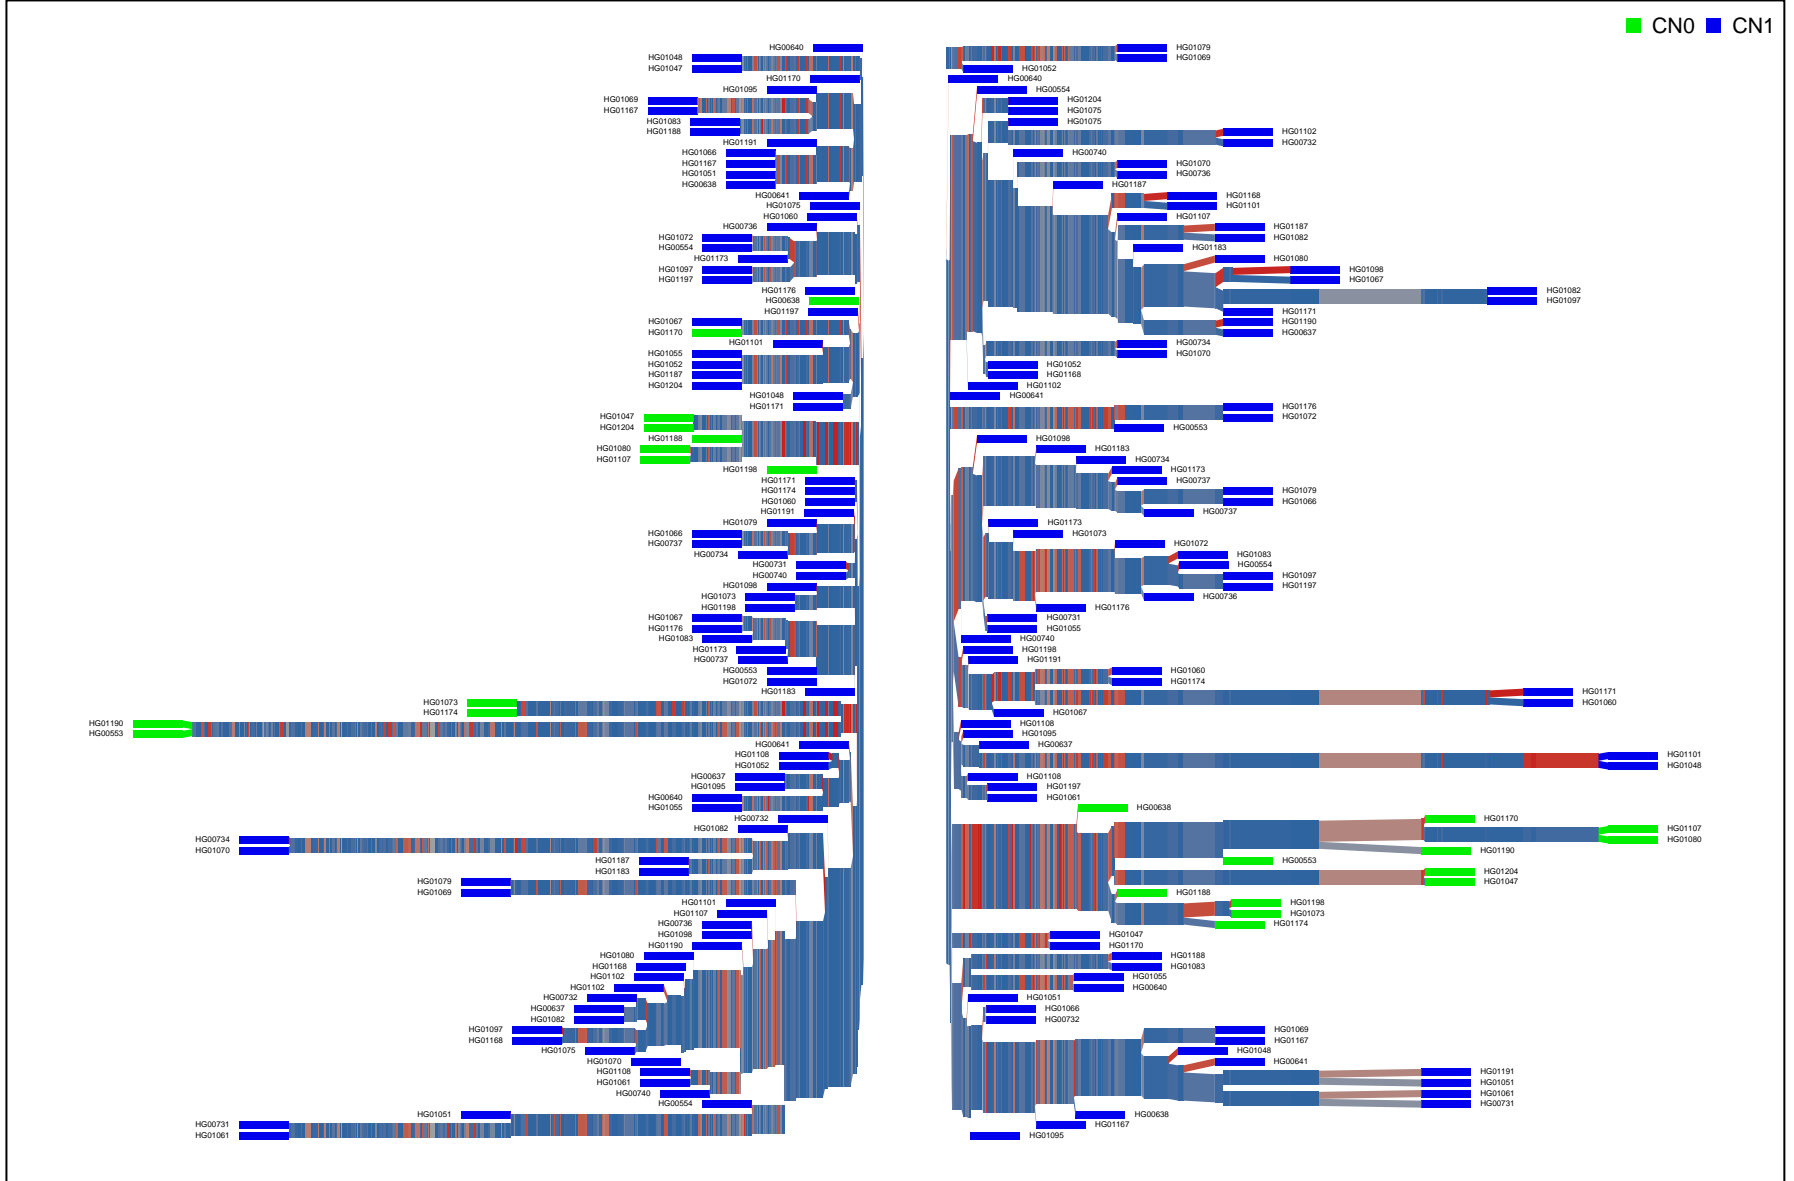 CN0 CN1
HG00640
HG01048
HG01047
HG01170
HG01095
HG01069
HG01167
HG01083
HG01188
HG01191
HG01066
HG01167
HG01051
HG00638
HG00641
HG01075
HG01060
HG00736
HG01072
HG00554
HG01173
HG01097
HG01197
HG01176
HG00638
HG01197
HG01067
HG01170
HG01101
HG01055
HG01052
HG01187
HG01204
HG01048
HG01171
HG01047
HG01204
HG01188
HG01080
HG01107
HG01198
HG01171
HG01174
HG01060
HG01191
HG01079
HG01066
HG00737
HG00734
HG00731
HG00740
HG01098
HG01073
HG01198
HG01067
HG01176
HG01083
HG01173
HG00737
HG00553
HG01072
HG01183
HG01073
HG01174
HG01190
HG00553
HG00641
HG01108
HG01052
HG00637
HG01095
HG00640
HG01055
HG00732
HG01082
HG00734
HG01070
HG01187
HG01183
HG01079
HG01069
HG01101
HG01107
HG00736
HG01098
HG01190
HG01080
HG01168
HG01102
HG01102
HG00732
HG00637
HG01082
HG01097
HG01168
HG01075
HG01070
HG01108
HG01061
HG00740
HG00554
HG01051
HG00731
HG01061
HG01079
HG01069
HG01052
HG00640
HG00554
HG01204
HG01075
HG01075
HG01102
HG00732
HG00740
HG01070
HG00736
HG01187
HG01168
HG01101
HG01107
HG01187
HG01082
HG01183
HG01080
HG01098
HG01067
HG01082
HG01097
HG01171
HG01190
HG00637
HG00734
HG01070
HG01052
HG01168
HG01102
HG00641
HG01176
HG01072
HG00553
HG01098
HG01183
HG00734
HG01173
HG00737
HG01079
HG01066
HG00737
HG01173
HG01073
HG01072
HG01083
HG00554
HG01097
HG01197
HG00736
HG01176
HG00731
HG01055
HG00740
HG01198
HG01191
HG01060
HG01174
HG01171
HG01060
HG01067
HG01108
HG01095
HG00637
HG01101
HG01048
HG01108
HG01197
HG01061
HG00638
HG01170
HG01107
HG01080
HG01190
HG00553
HG01204
HG01047
HG01188
HG01198
HG01073
HG01174
HG01047
HG01170
HG01188
HG01083
HG01055
HG00640
HG01051
HG01066
HG00732
HG01069
HG01167
HG01048
HG00641
HG01191
HG01051
HG01061
HG00731
HG00638
HG01167
HG01095